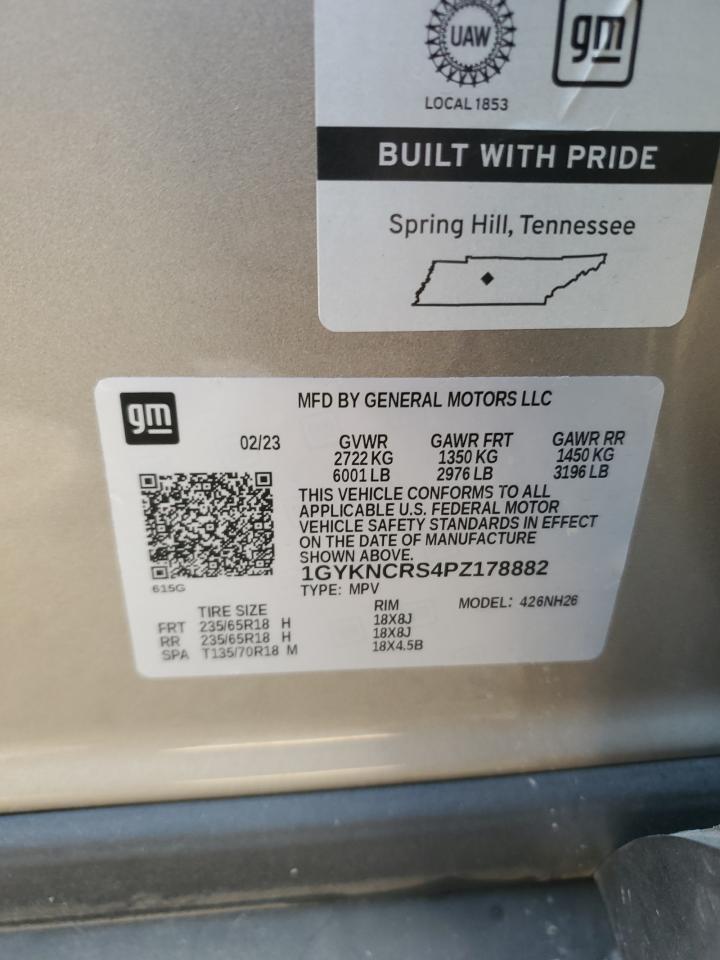 UAW
gm
LOCAL 1853
BUILT WITH PRIDE
Spring Hill, Tennessee
gm
MFD BY GENERAL MOTORS LLC
02/23 GVWR GAWR FRT GAWR RR
2722 KG 1350 KG 1450 KG
6001 LB 2976 LB 3196 LB
THIS VEHICLE CONFORMS TO ALL
APPLICABLE U.S. FEDERAL MOTOR
VEHICLE SAFETY STANDARDS IN EFFECT
ON THE DATE OF MANUFACTURE
SHOWN ABOVE.
1GYKNCRS4PZ178882
615G
TYPE: MPV
TIRE SIZE RIM MODEL: 426NH26
FRT 235/65R18 H 18X8J
RR 235/65R18 H 18X8J
SPA T135/70R18 M 18X4.5B